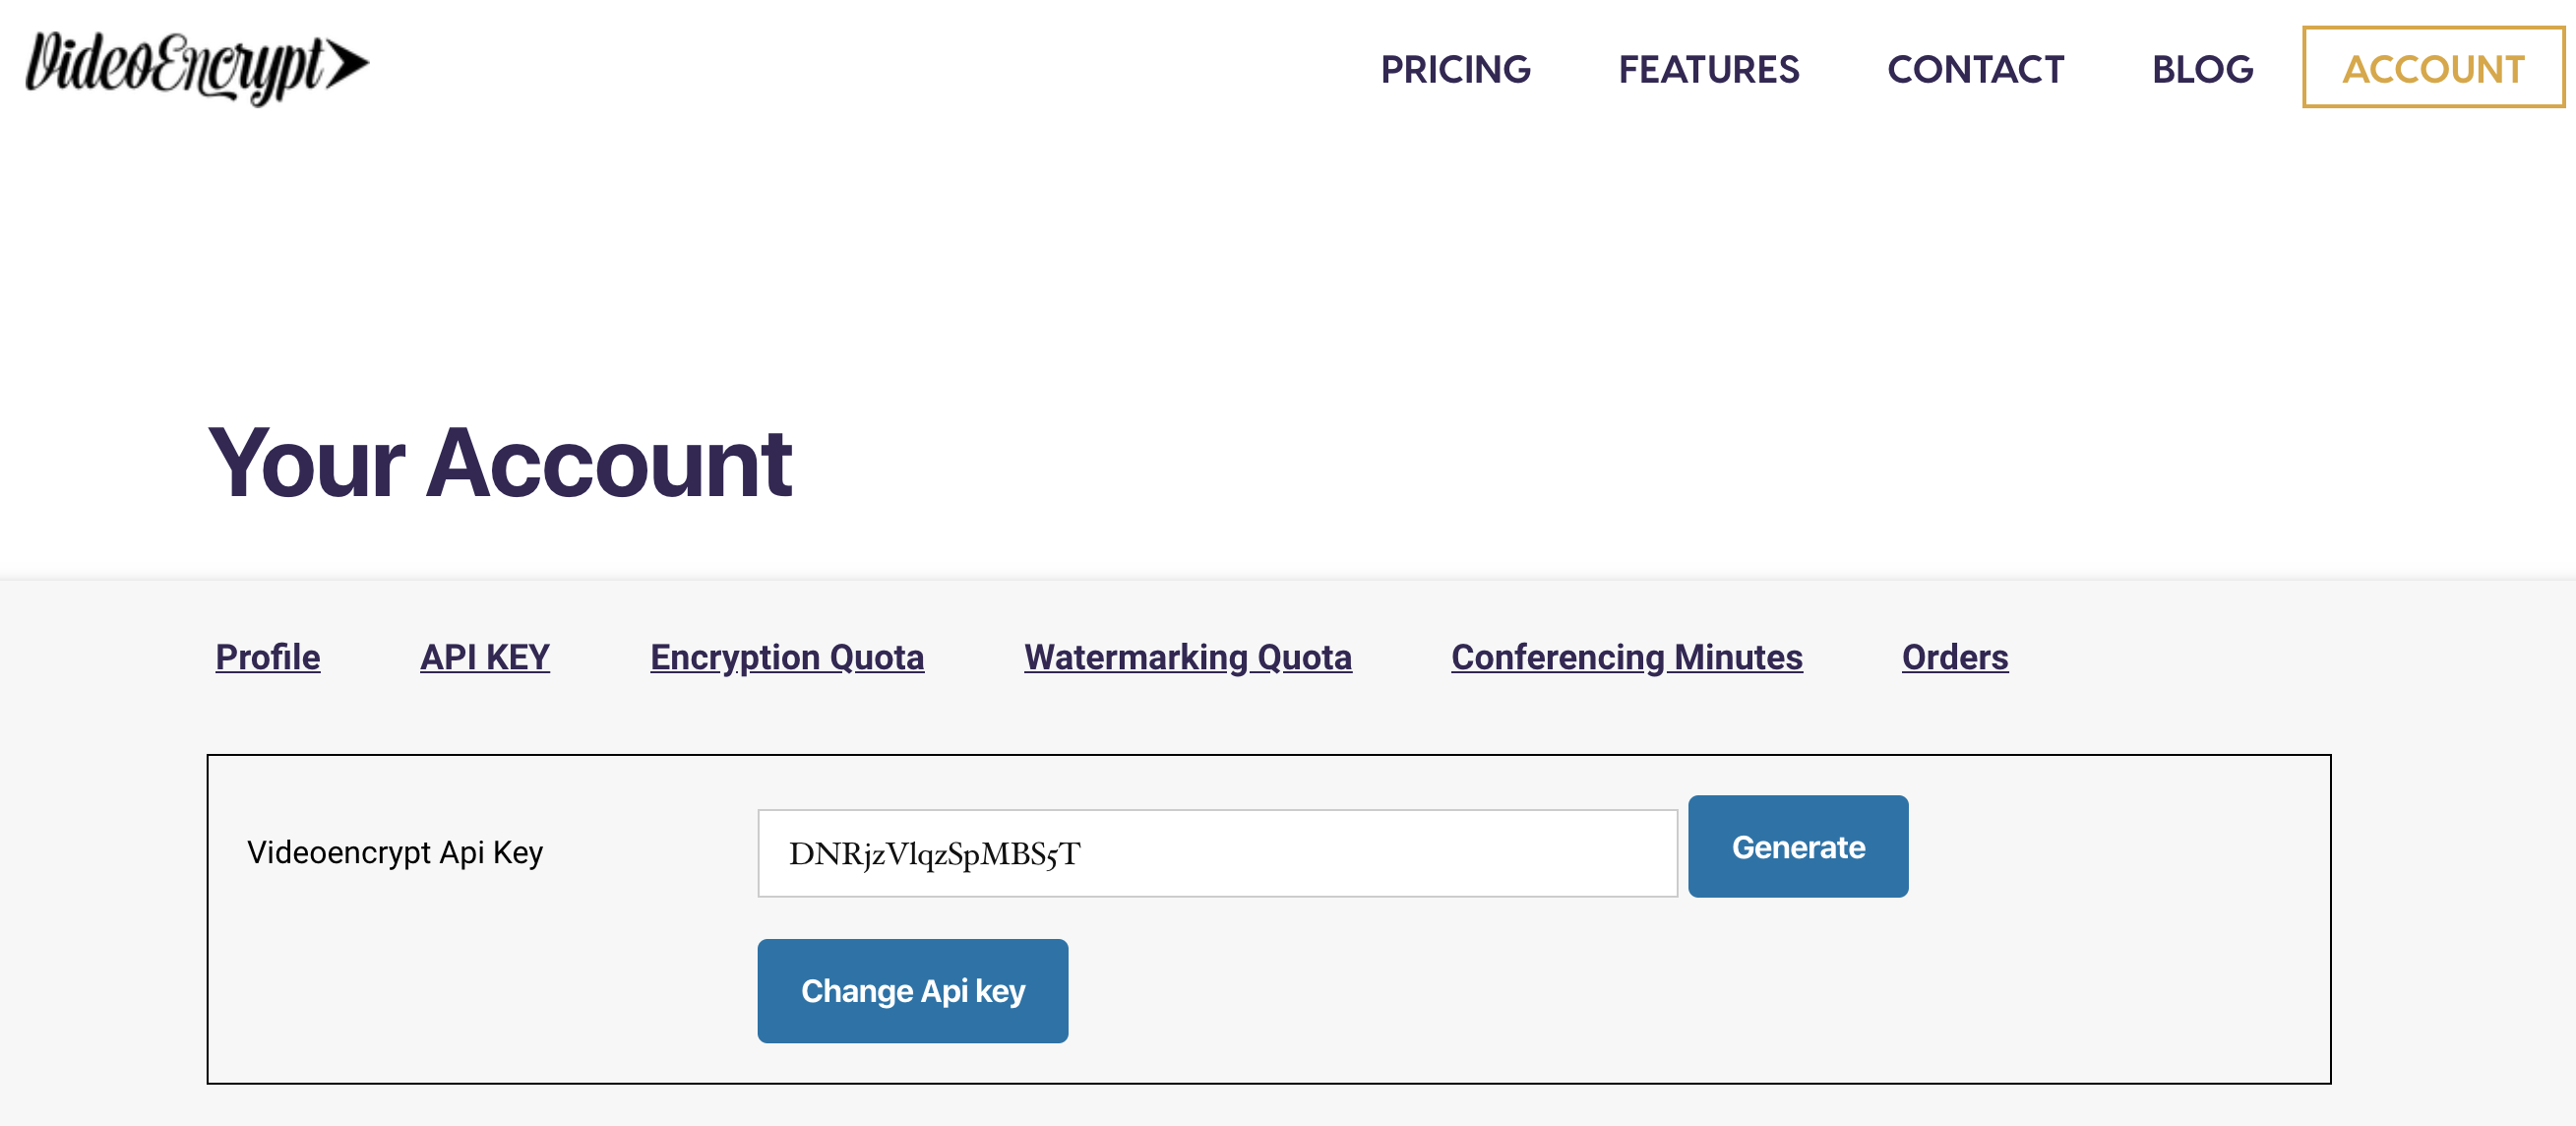 VideoEncrypt
PRICING FEATURES CONTACT BLOG ACCOUNT
Your Account
Profile API KEY Encryption Quota Watermarking Quota Conferencing Minutes Orders
Videoencrypt Api Key DNRjzVlqzSpMBS5T Generate
Change Api key